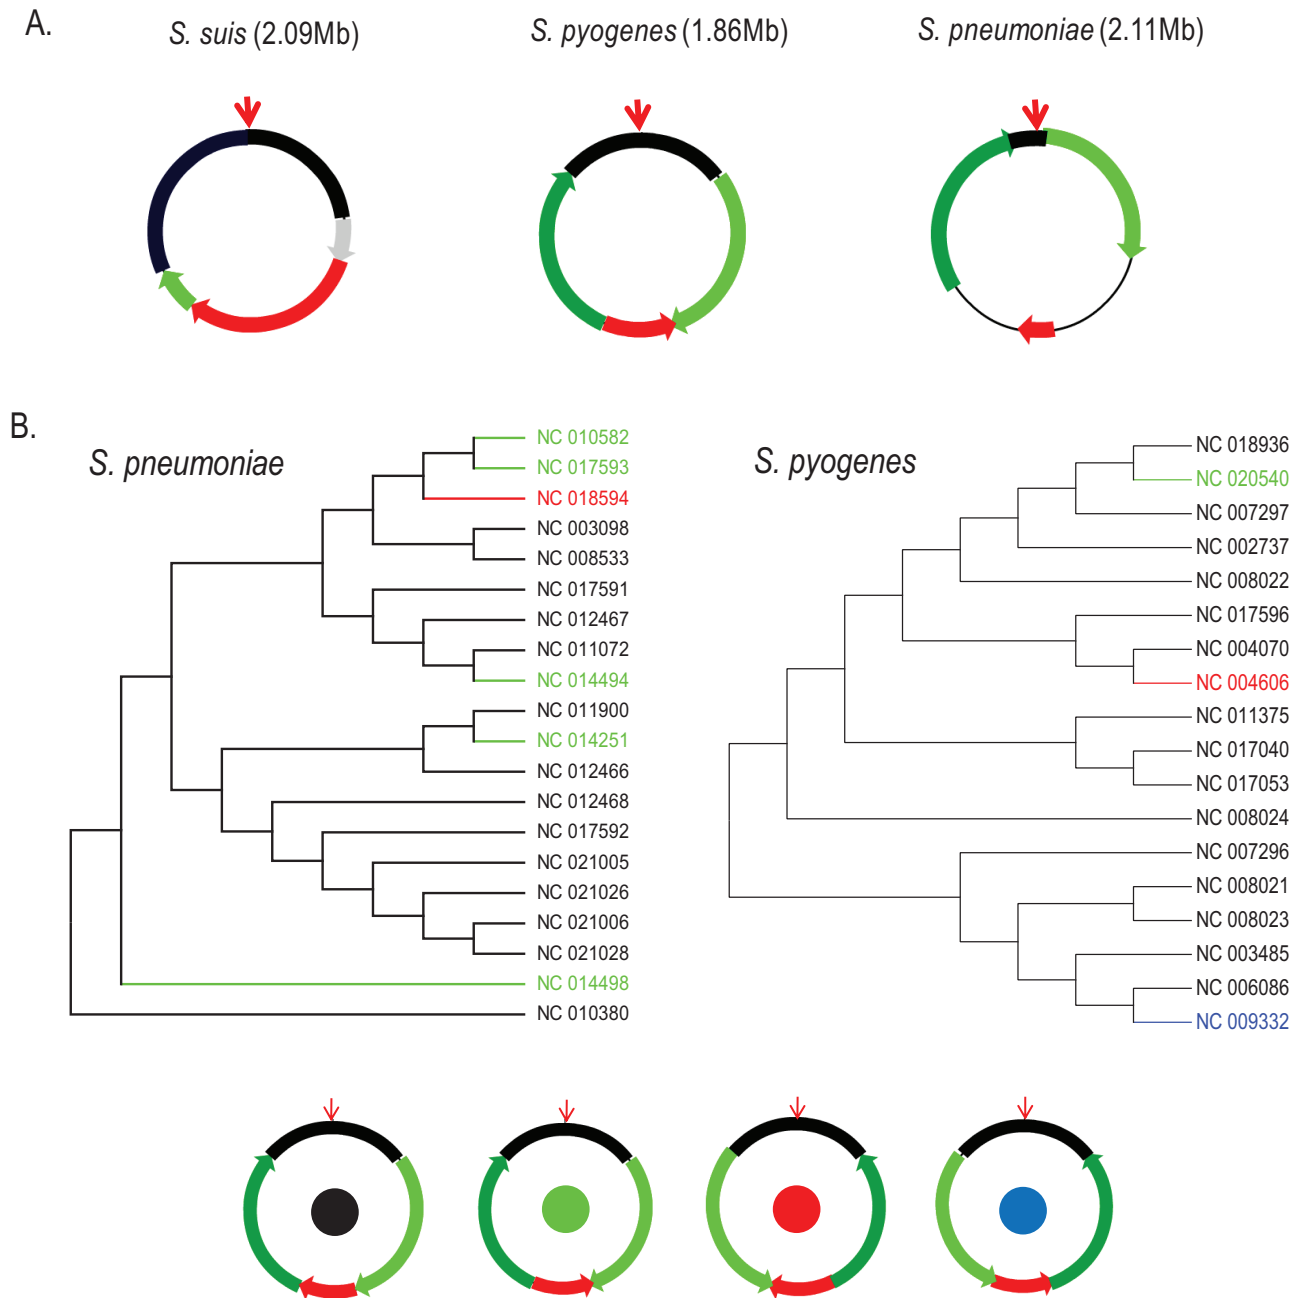 A.
S. suis (2.09Mb)
S. pyogenes (1.86Mb)
S. pneumoniae (2.11Mb)
B.
S. pneumoniae
NC 010582
NC 017593
NC 018594
NC 003098
NC 008533
NC 017591
NC 012467
NC 011072
NC 014494
NC 011900
NC 014251
NC 012466
NC 012468
NC 017592
NC 021005
NC 021026
NC 021006
NC 021028
NC 014498
NC 010380
S. pyogenes
NC 018936
NC 020540
NC 007297
NC 002737
NC 008022
NC 017596
NC 004070
NC 004606
NC 011375
NC 017040
NC 017053
NC 008024
NC 007296
NC 008021
NC 008023
NC 003485
NC 006086
NC 009332